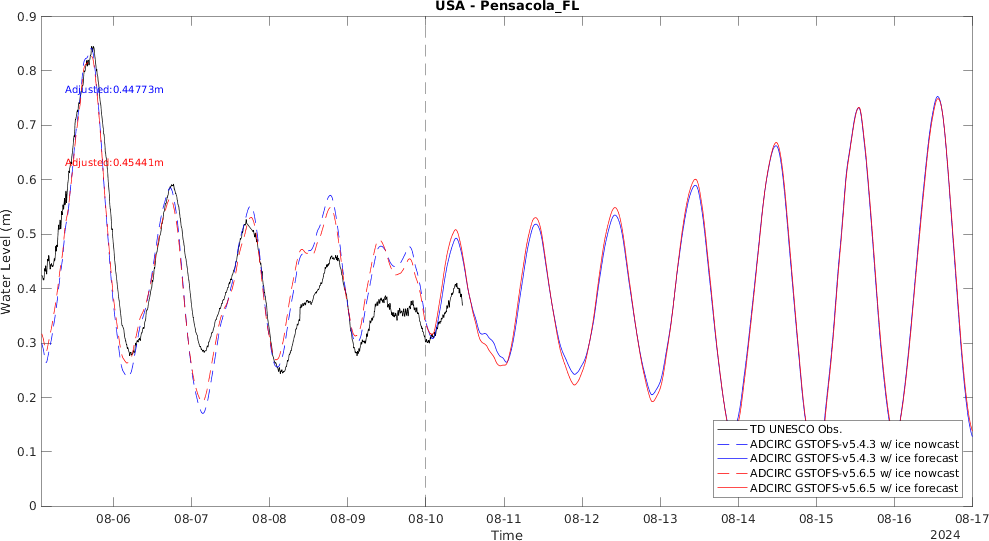 USA - Pensacola_FL
0.9
0.8
0.7
0.6
0.5
0.4
0.3
0.2
0.1
0
Water Level (m)
Adjusted:0.44773m
Adjusted:0.45441m
TD UNESCO Obs.
ADCIRC GSTOFS-v5.4.3 w/ ice nowcast
ADCIRC GSTOFS-v5.4.3 w/ ice forecast
ADCIRC GSTOFS-v5.6.5 w/ ice nowcast
ADCIRC GSTOFS-v5.6.5 w/ ice forecast
08-06 08-07 08-08 08-09 08-10 08-11 08-12 08-13 08-14 08-15 08-16 08-17
Time
2024